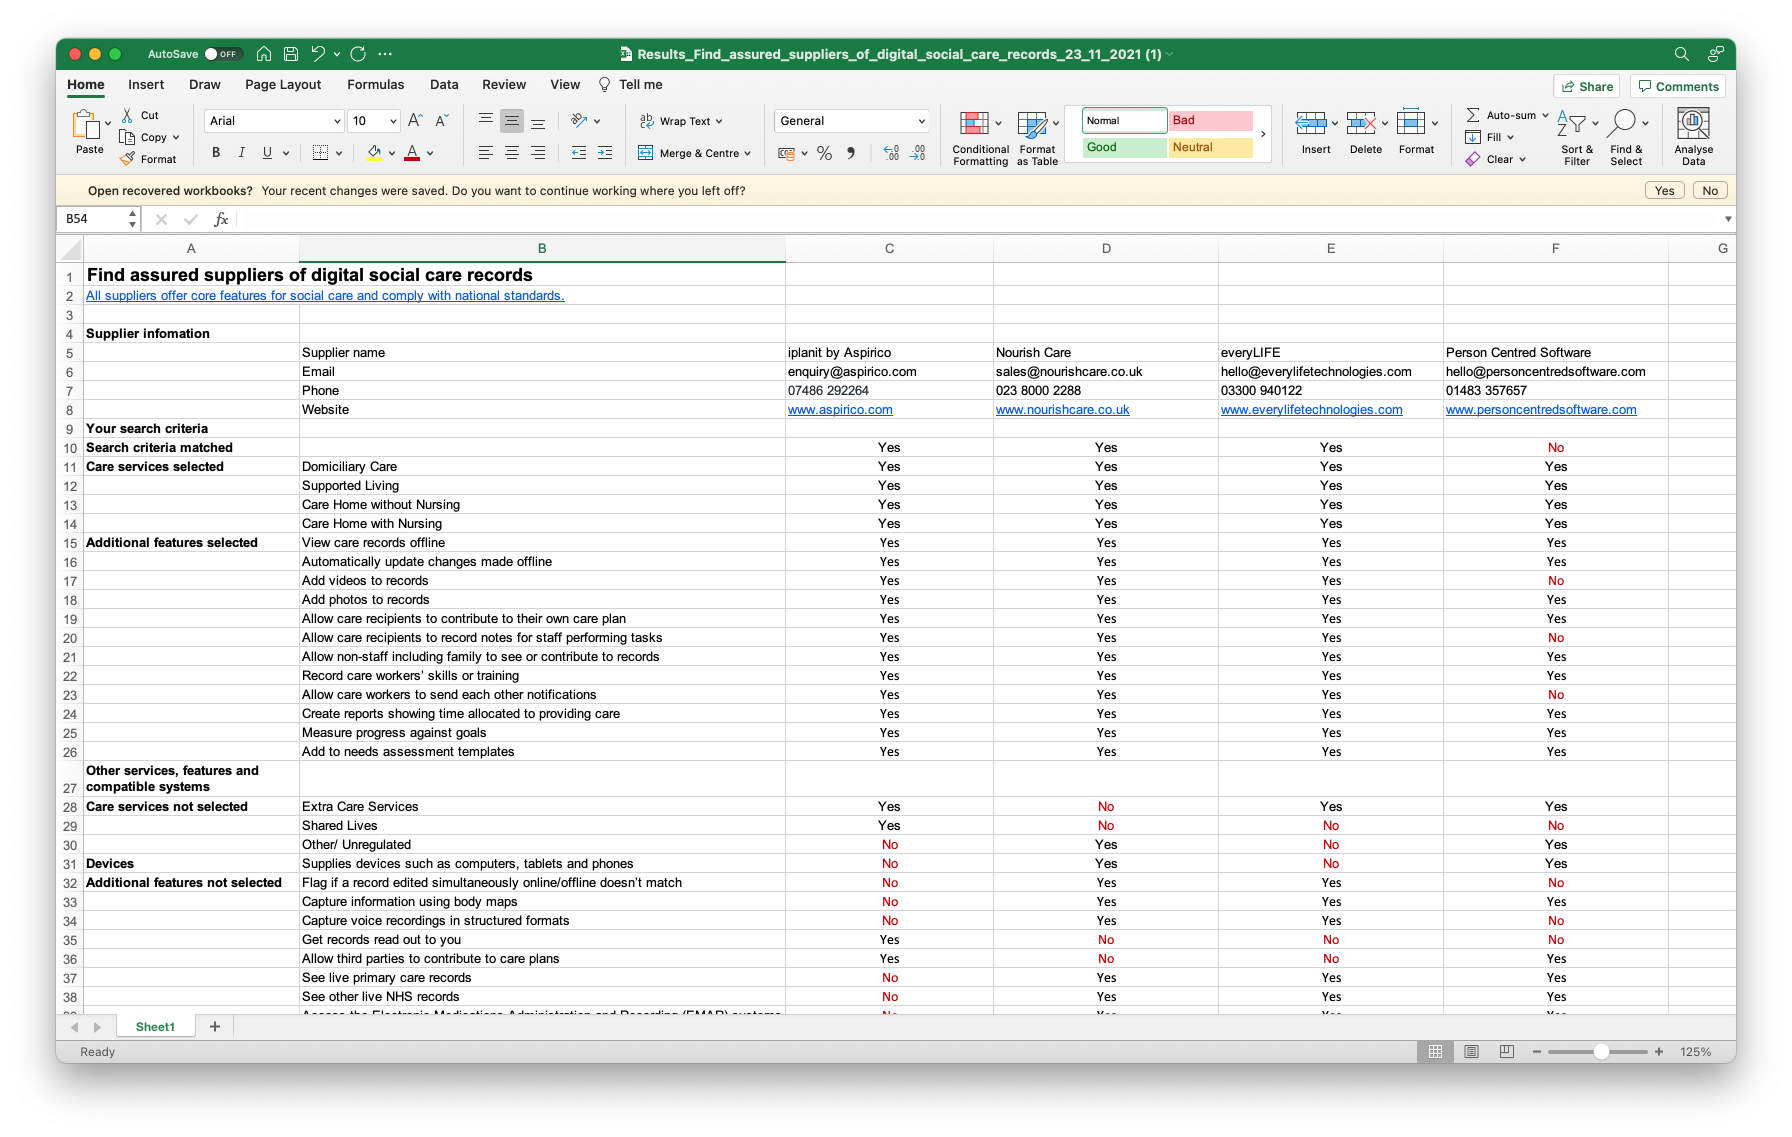 AutoSave OFF Results_Find_assured_suppliers_of_digital_social_care_records_23_11_2021 (1)
Home Insert Draw Page Layout Formulas Data Review View Tell me Share Comments
Paste Cut Copy Format Arial 10 B I U Wrap Text Merge & Centre General % Conditional Formatting Format as Table Normal Bad Good Neutral Insert Delete Format Auto-sum Fill Clear Sort & Filter Find & Select Analyse Data
Open recovered workbooks? Your recent changes were saved. Do you want to continue working where you left off? Yes No
B54 fx
A B C D E F G
1 Find assured suppliers of digital social care records
2 All suppliers offer core features for social care and comply with national standards.
3
4 Supplier infomation
5 Supplier name iplanit by Aspirico Nourish Care everyLIFE Person Centred Software
6 Email enquiry@aspirico.com sales@nourishcare.co.uk hello@everylifetechnologies.com hello@personcentredsoftware.com
7 Phone 07486 292264 023 8000 2288 03300 940122 01483 357657
8 Website www.aspirico.com www.nourishcare.co.uk www.everylifetechnologies.com www.personcentredsoftware.com
9 Your search criteria
10 Search criteria matched Yes Yes Yes No
11 Care services selected Domiciliary Care Yes Yes Yes Yes
12 Supported Living Yes Yes Yes Yes
13 Care Home without Nursing Yes Yes Yes Yes
14 Care Home with Nursing Yes Yes Yes Yes
15 Additional features selected View care records offline Yes Yes Yes Yes
16 Automatically update changes made offline Yes Yes Yes Yes
17 Add videos to records Yes Yes Yes No
18 Add photos to records Yes Yes Yes Yes
19 Allow care recipients to contribute to their own care plan Yes Yes Yes Yes
20 Allow care recipients to record notes for staff performing tasks Yes Yes Yes No
21 Allow non-staff including family to see or contribute to records Yes Yes Yes Yes
22 Record care workers' skills or training Yes Yes Yes Yes
23 Allow care workers to send each other notifications Yes Yes Yes No
24 Create reports showing time allocated to providing care Yes Yes Yes Yes
25 Measure progress against goals Yes Yes Yes Yes
26 Add to needs assessment templates Yes Yes Yes Yes
27 Other services, features and compatible systems
28 Care services not selected Extra Care Services Yes No Yes Yes
29 Shared Lives Yes No No No
30 Other/ Unregulated No Yes No Yes
31 Devices Supplies devices such as computers, tablets and phones No Yes No Yes
32 Additional features not selected Flag if a record edited simultaneously online/offline doesn't match No Yes Yes No
33 Capture information using body maps No Yes Yes Yes
34 Capture voice recordings in structured formats No Yes Yes No
35 Get records read out to you Yes No No No
36 Allow third parties to contribute to care plans Yes No No Yes
37 See live primary care records No Yes Yes Yes
38 See other live NHS records No Yes Yes Yes
Sheet1
Ready 125%